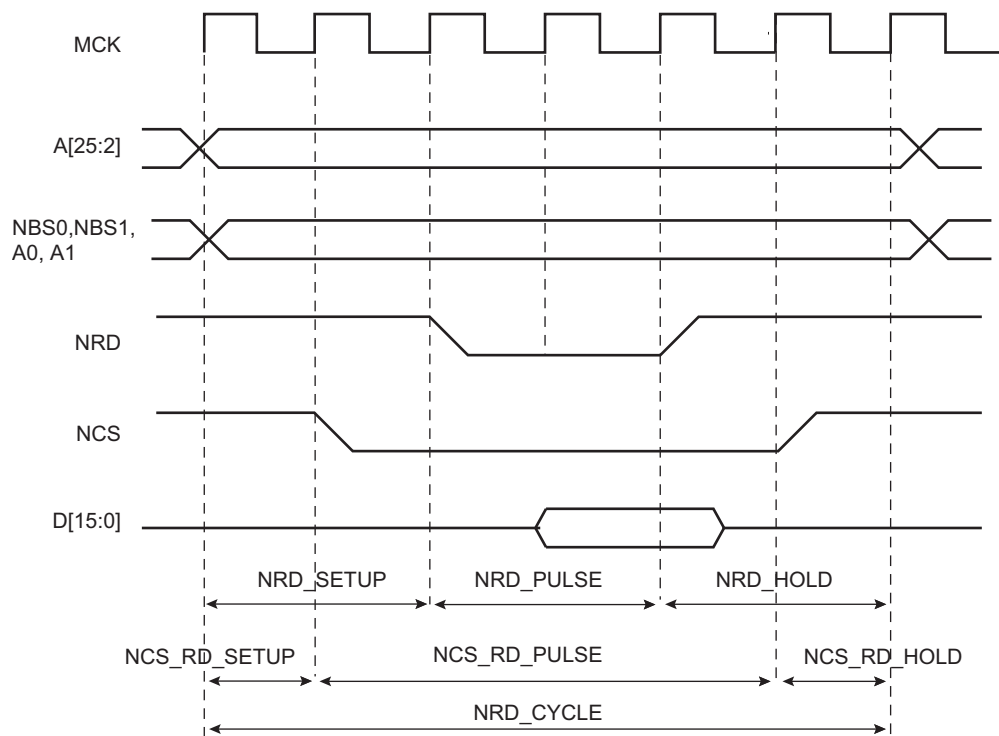 MCK
A[25:2]
NBS0,NBS1,
A0, A1
NRD
NCS
D[15:0]
NRD_SETUP NRD_PULSE NRD_HOLD
NCS_RD_SETUP NCS_RD_PULSE NCS_RD_HOLD
NRD_CYCLE